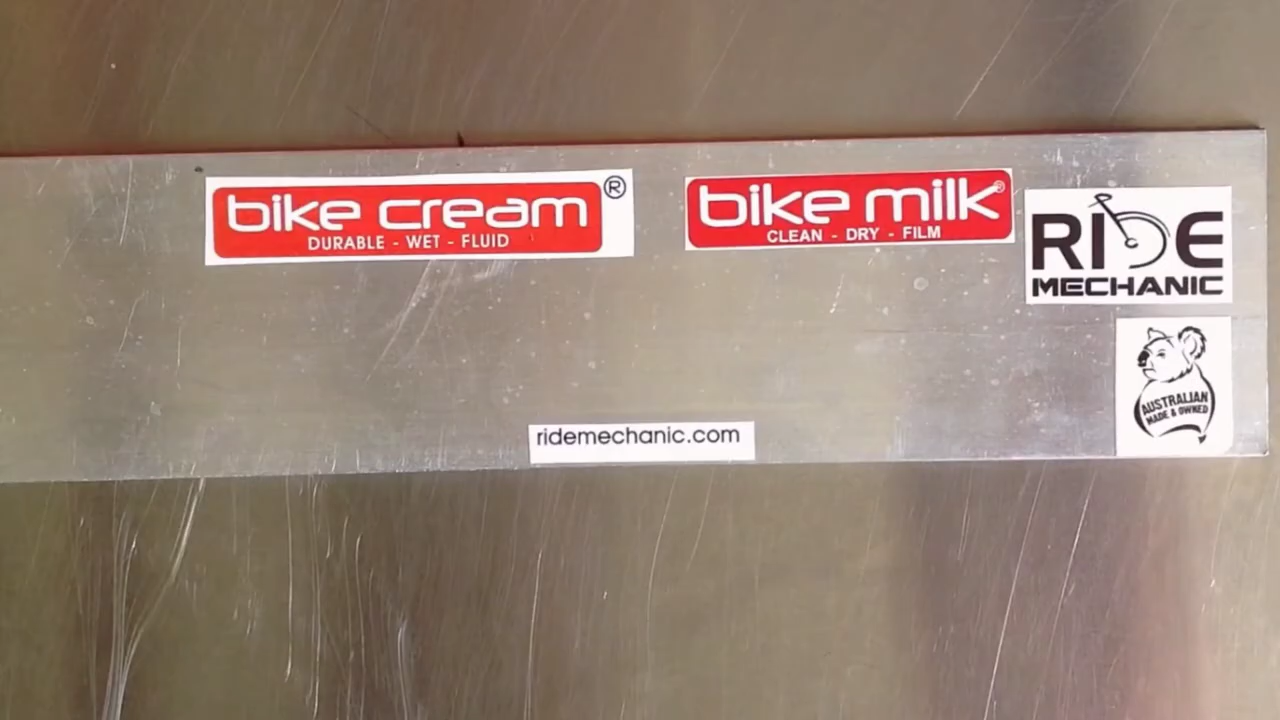 bike cream ®
DURABLE - WET - FLUID
bike milk®
CLEAN - DRY - FILM
RIDE
MECHANIC
AUSTRALIAN
MADE & OWNED
ridemechanic.com